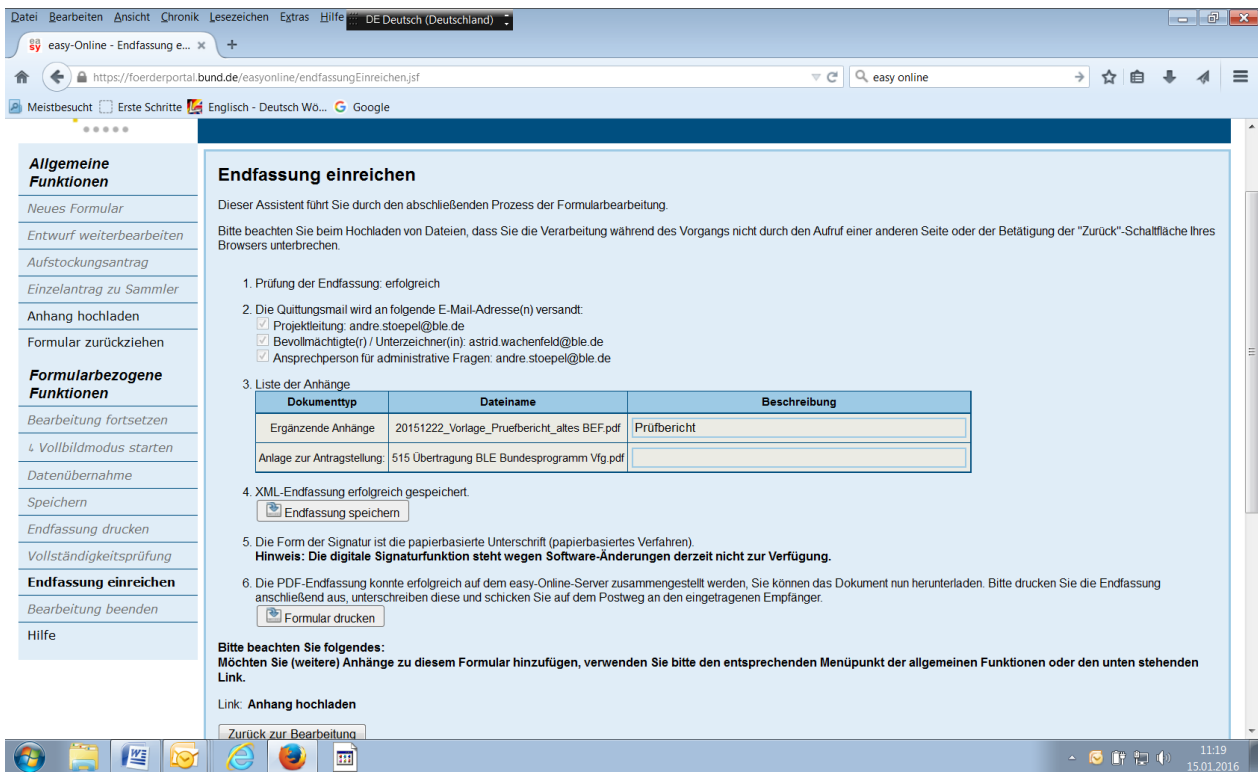 Datei Bearbeiten Ansicht Chronik Lesezeichen Extras Hilfe DE Deutsch (Deutschland)
easy easy-Online - Endfassung e... × +
https://foerderportal.bund.de/easyonline/endfassungEinreichen.jsf easy online
Meistbesucht Erste Schritte Englisch - Deutsch Wö... Google
Allgemeine
Funktionen
Neues Formular
Entwurf weiterbearbeiten
Aufstockungsantrag
Einzelantrag zu Sammler
Anhang hochladen
Formular zurückziehen
Formularbezogene
Funktionen
Bearbeitung fortsetzen
↳ Vollbildmodus starten
Datenübernahme
Speichern
Endfassung drucken
Vollständigkeitsprüfung
Endfassung einreichen
Bearbeitung beenden
Hilfe
Endfassung einreichen
Dieser Assistent führt Sie durch den abschließenden Prozess der Formularbearbeitung.
Bitte beachten Sie beim Hochladen von Dateien, dass Sie die Verarbeitung während des Vorgangs nicht durch den Aufruf einer anderen Seite oder der Betätigung der "Zurück"-Schaltfläche Ihres
Browsers unterbrechen.
1. Prüfung der Endfassung: erfolgreich
2. Die Quittungsmail wird an folgende E-Mail-Adresse(n) versandt:
Projektleitung: andre.stoepel@ble.de
Bevollmächtigte(r) / Unterzeichner(in): astrid.wachenfeld@ble.de
Ansprechperson für administrative Fragen: andre.stoepel@ble.de
3. Liste der Anhänge
Dokumenttyp Dateiname Beschreibung
Ergänzende Anhänge 20151222_Vorlage_Pruefbericht_altes BEF.pdf Prüfbericht
Anlage zur Antragstellung: 515 Übertragung BLE Bundesprogramm Vfg.pdf
4. XML-Endfassung erfolgreich gespeichert.
Endfassung speichern
5. Die Form der Signatur ist die papierbasierte Unterschrift (papierbasiertes Verfahren).
Hinweis: Die digitale Signaturfunktion steht wegen Software-Änderungen derzeit nicht zur Verfügung.
6. Die PDF-Endfassung konnte erfolgreich auf dem easy-Online-Server zusammengestellt werden, Sie können das Dokument nun herunterladen. Bitte drucken Sie die Endfassung
anschließend aus, unterschreiben diese und schicken Sie auf dem Postweg an den eingetragenen Empfänger.
Formular drucken
Bitte beachten Sie folgendes:
Möchten Sie (weitere) Anhänge zu diesem Formular hinzufügen, verwenden Sie bitte den entsprechenden Menüpunkt der allgemeinen Funktionen oder den unten stehenden
Link.
Link: Anhang hochladen
Zurück zur Bearbeitung
11:19
15.01.2016